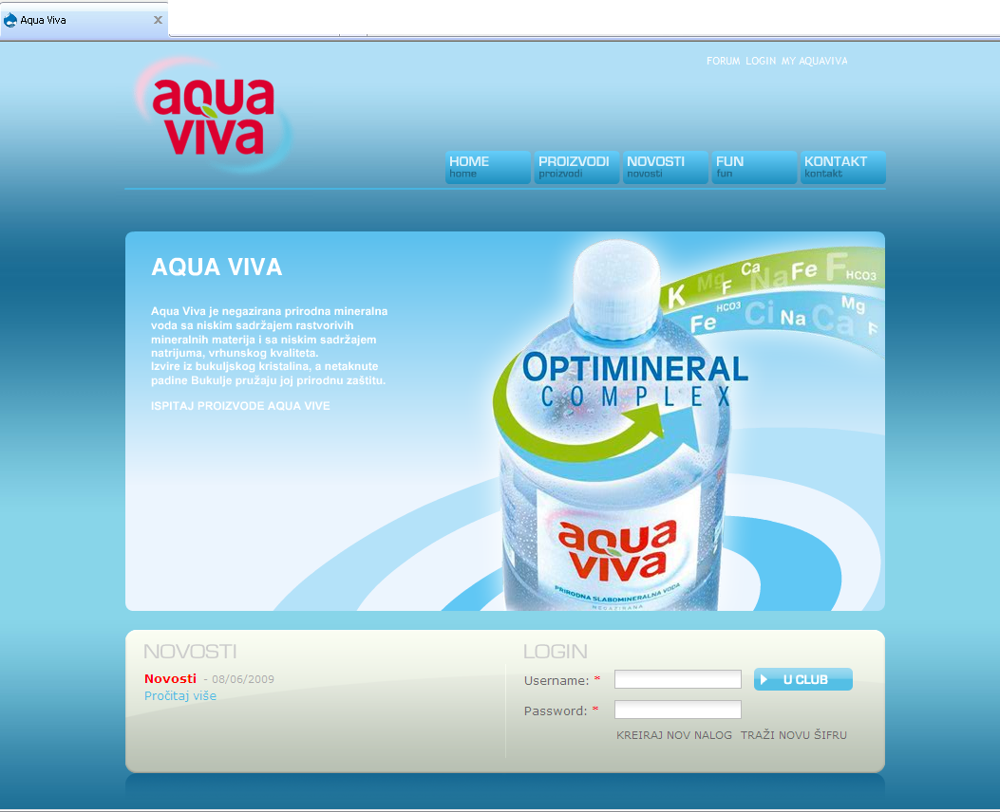 Aqua Viva
FORUM LOGIN MY AQUAVIVA
aqua
viva
HOME PROIZVODI NOVOSTI FUN KONTAKT
home proizvodi novosti fun kontakt
AQUA VIVA
Aqua Viva je negazirana prirodna mineralna
voda sa niskim sadržajem rastvorivih
mineralnih materija i sa niskim sadržajem
natrijuma, vrhunskog kvaliteta.
Izvire iz bukuljskog kristalina, a netaknute
padine Bukulje pružaju joj prirodnu zaštitu.
ISPITAJ PROIZVODE AQUA VIVE
K Mg F Ca Na Fe F HCO3
Fe HCO3 Ci Na Ca Mg F
OPTIMINERAL
COMPLEX
aqua
viva
PRIRODNA SLABOMINERALNA VODA
NEGAZIRANA
NOVOSTI
Novosti - 08/06/2009
Pročitaj više
LOGIN
Username: *
U CLUB
Password: *
KREIRAJ NOV NALOG TRAŽI NOVU ŠIFRU